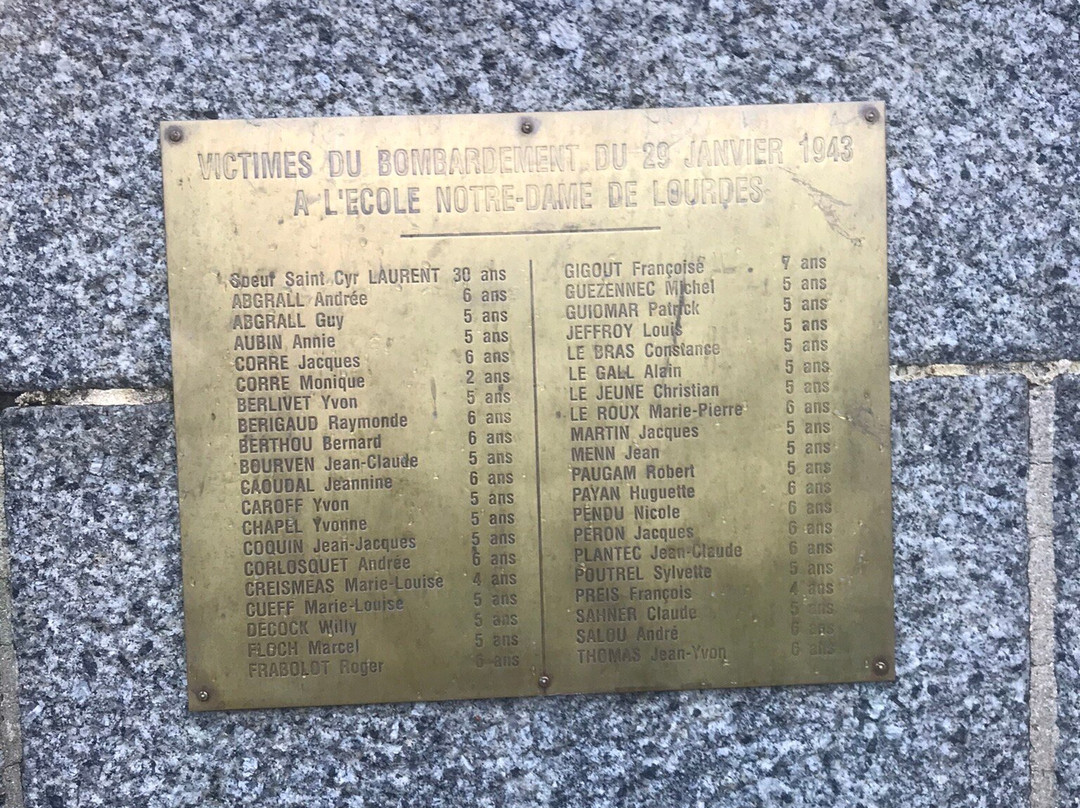 VICTIMES DU BOMBARDEMENT DU 29 JANVIER 1943
A L'ECOLE NOTRE-DAME DE LOURDES
Soeur Saint Cyr LAURENT 30 ans
ABGRALL Andrée 6 ans
ABGRALL Guy 5 ans
AUBIN Annie 5 ans
CORRE Jacques 6 ans
CORRE Monique 2 ans
BERLIVET Yvon 5 ans
BERIGAUD Raymonde 6 ans
BERTHOU Bernard 6 ans
BOURVEN Jean-Claude 5 ans
CAOUDAL Jeannine 6 ans
CAROFF Yvon 5 ans
CHAPEL Yvonne 5 ans
COQUIN Jean-Jacques 5 ans
CORLOSQUET Andrée 6 ans
CREISMEAS Marie-Louise 4 ans
CUEFF Marie-Louise 5 ans
DECOCK Willy 5 ans
FLOCH Marcel 5 ans
FRABOLOT Roger ans
GIGOUT Françoise 7 ans
GUEZENNEC Michel 5 ans
GUIOMAR Patrick 5 ans
JEFFROY Louis 5 ans
LE BRAS Constance 5 ans
LE GALL Alain 5 ans
LE JEUNE Christian 5 ans
LE ROUX Marie-Pierre 6 ans
MARTIN Jacques 5 ans
MENN Jean 5 ans
PAUGAM Robert 5 ans
PAYAN Huguette 6 ans
PENDU Nicole 6 ans
PERON Jacques 6 ans
PLANTEC Jean-Claude 6 ans
POUTREL Sylvette 5 ans
PREIS François 4 ans
SAHNER Claude 5 ans
SALOU André 6 ans
THOMAS Jean-Yvon 6 ans